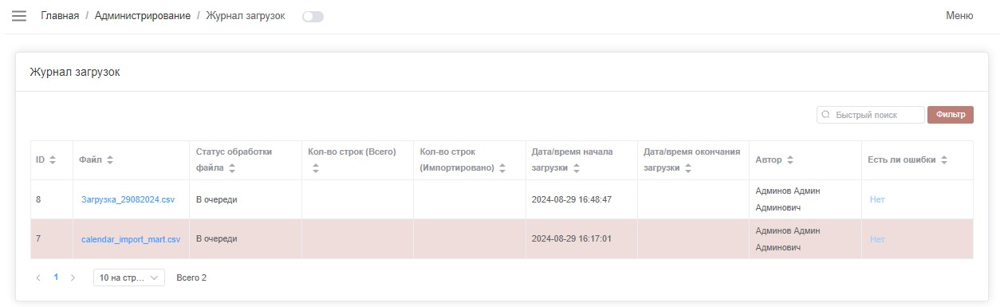 Главная / Администрирование / Журнал загрузок Меню
Журнал загрузок
Быстрый поиск Фильтр
ID Файл Статус обработки файла Кол-во строк (Всего) Кол-во строк (Импортировано) Дата/время начала загрузки Дата/время окончания загрузки Автор Есть ли ошибки
8 Загрузка_29082024.csv В очереди 2024-08-29 16:48:47 Админов Админ Админович Нет
7 calendar_import_mart.csv В очереди 2024-08-29 16:17:01 Админов Админ Админович Нет
1 10 на стр... Всего 2